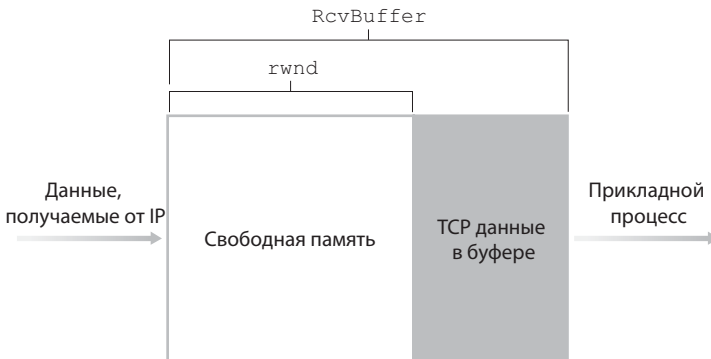 RcvBuffer
rwnd
Данные,
получаемые от IP
Свободная память
TCP данные
в буфере
Прикладной
процесс